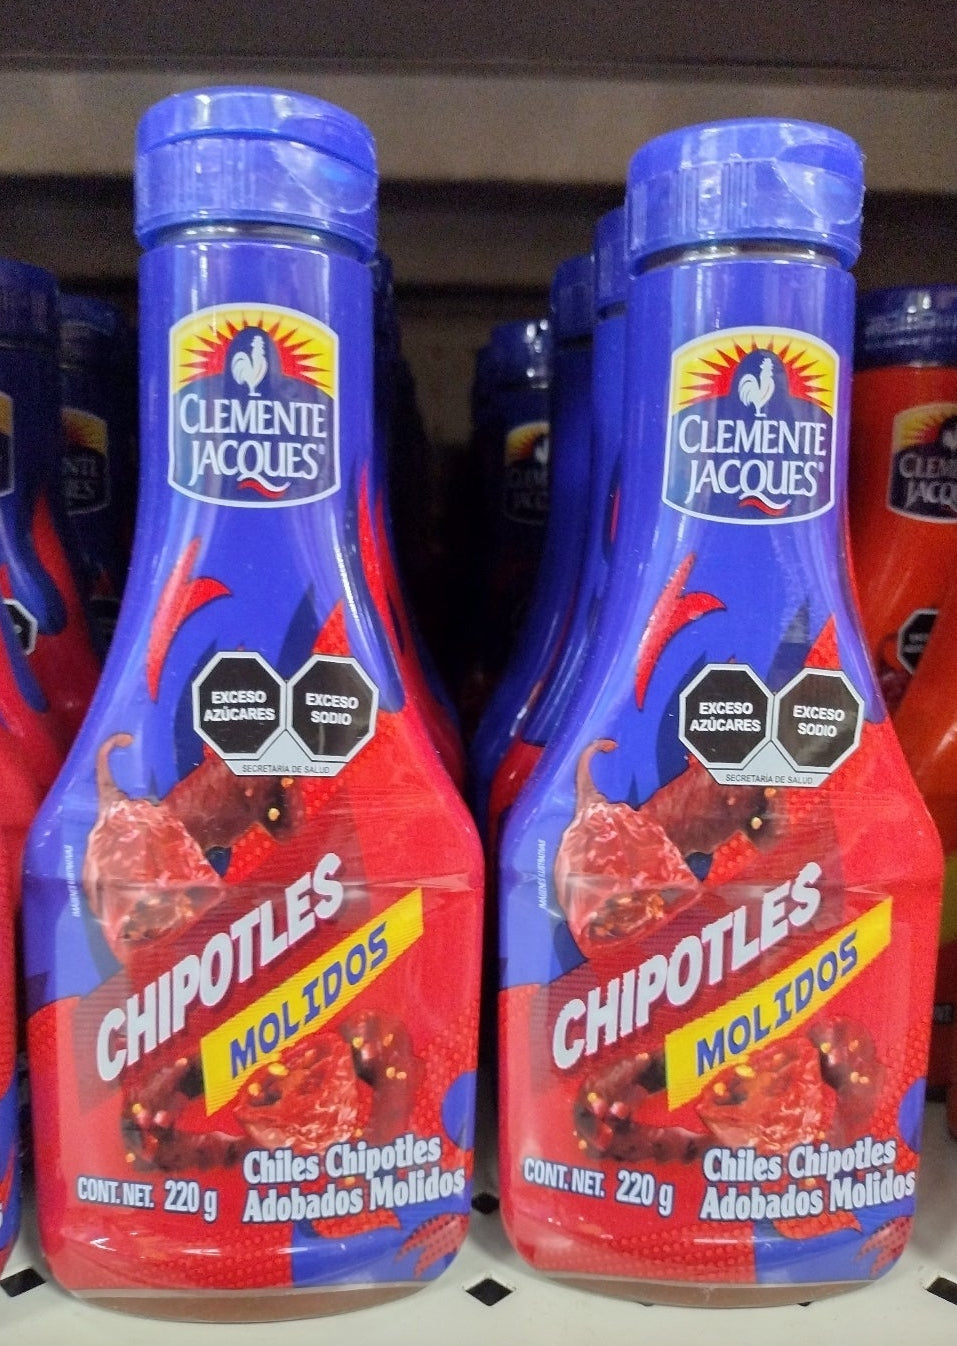 CLEMENTE
JACQUES®
EXCESO
AZÚCARES
EXCESO
SODIO
SECRETARÍA DE SALUD
CHIPOTLES
MOLIDOS
CONT. NET. 220 g
Chiles Chipotles
Adobados Molidos
CLEMENTE
JACQUES®
EXCESO
AZÚCARES
EXCESO
SODIO
SECRETARÍA DE SALUD
CHIPOTLES
MOLIDOS
CONT. NET. 220 g
Chiles Chipotles
Adobados Molidos